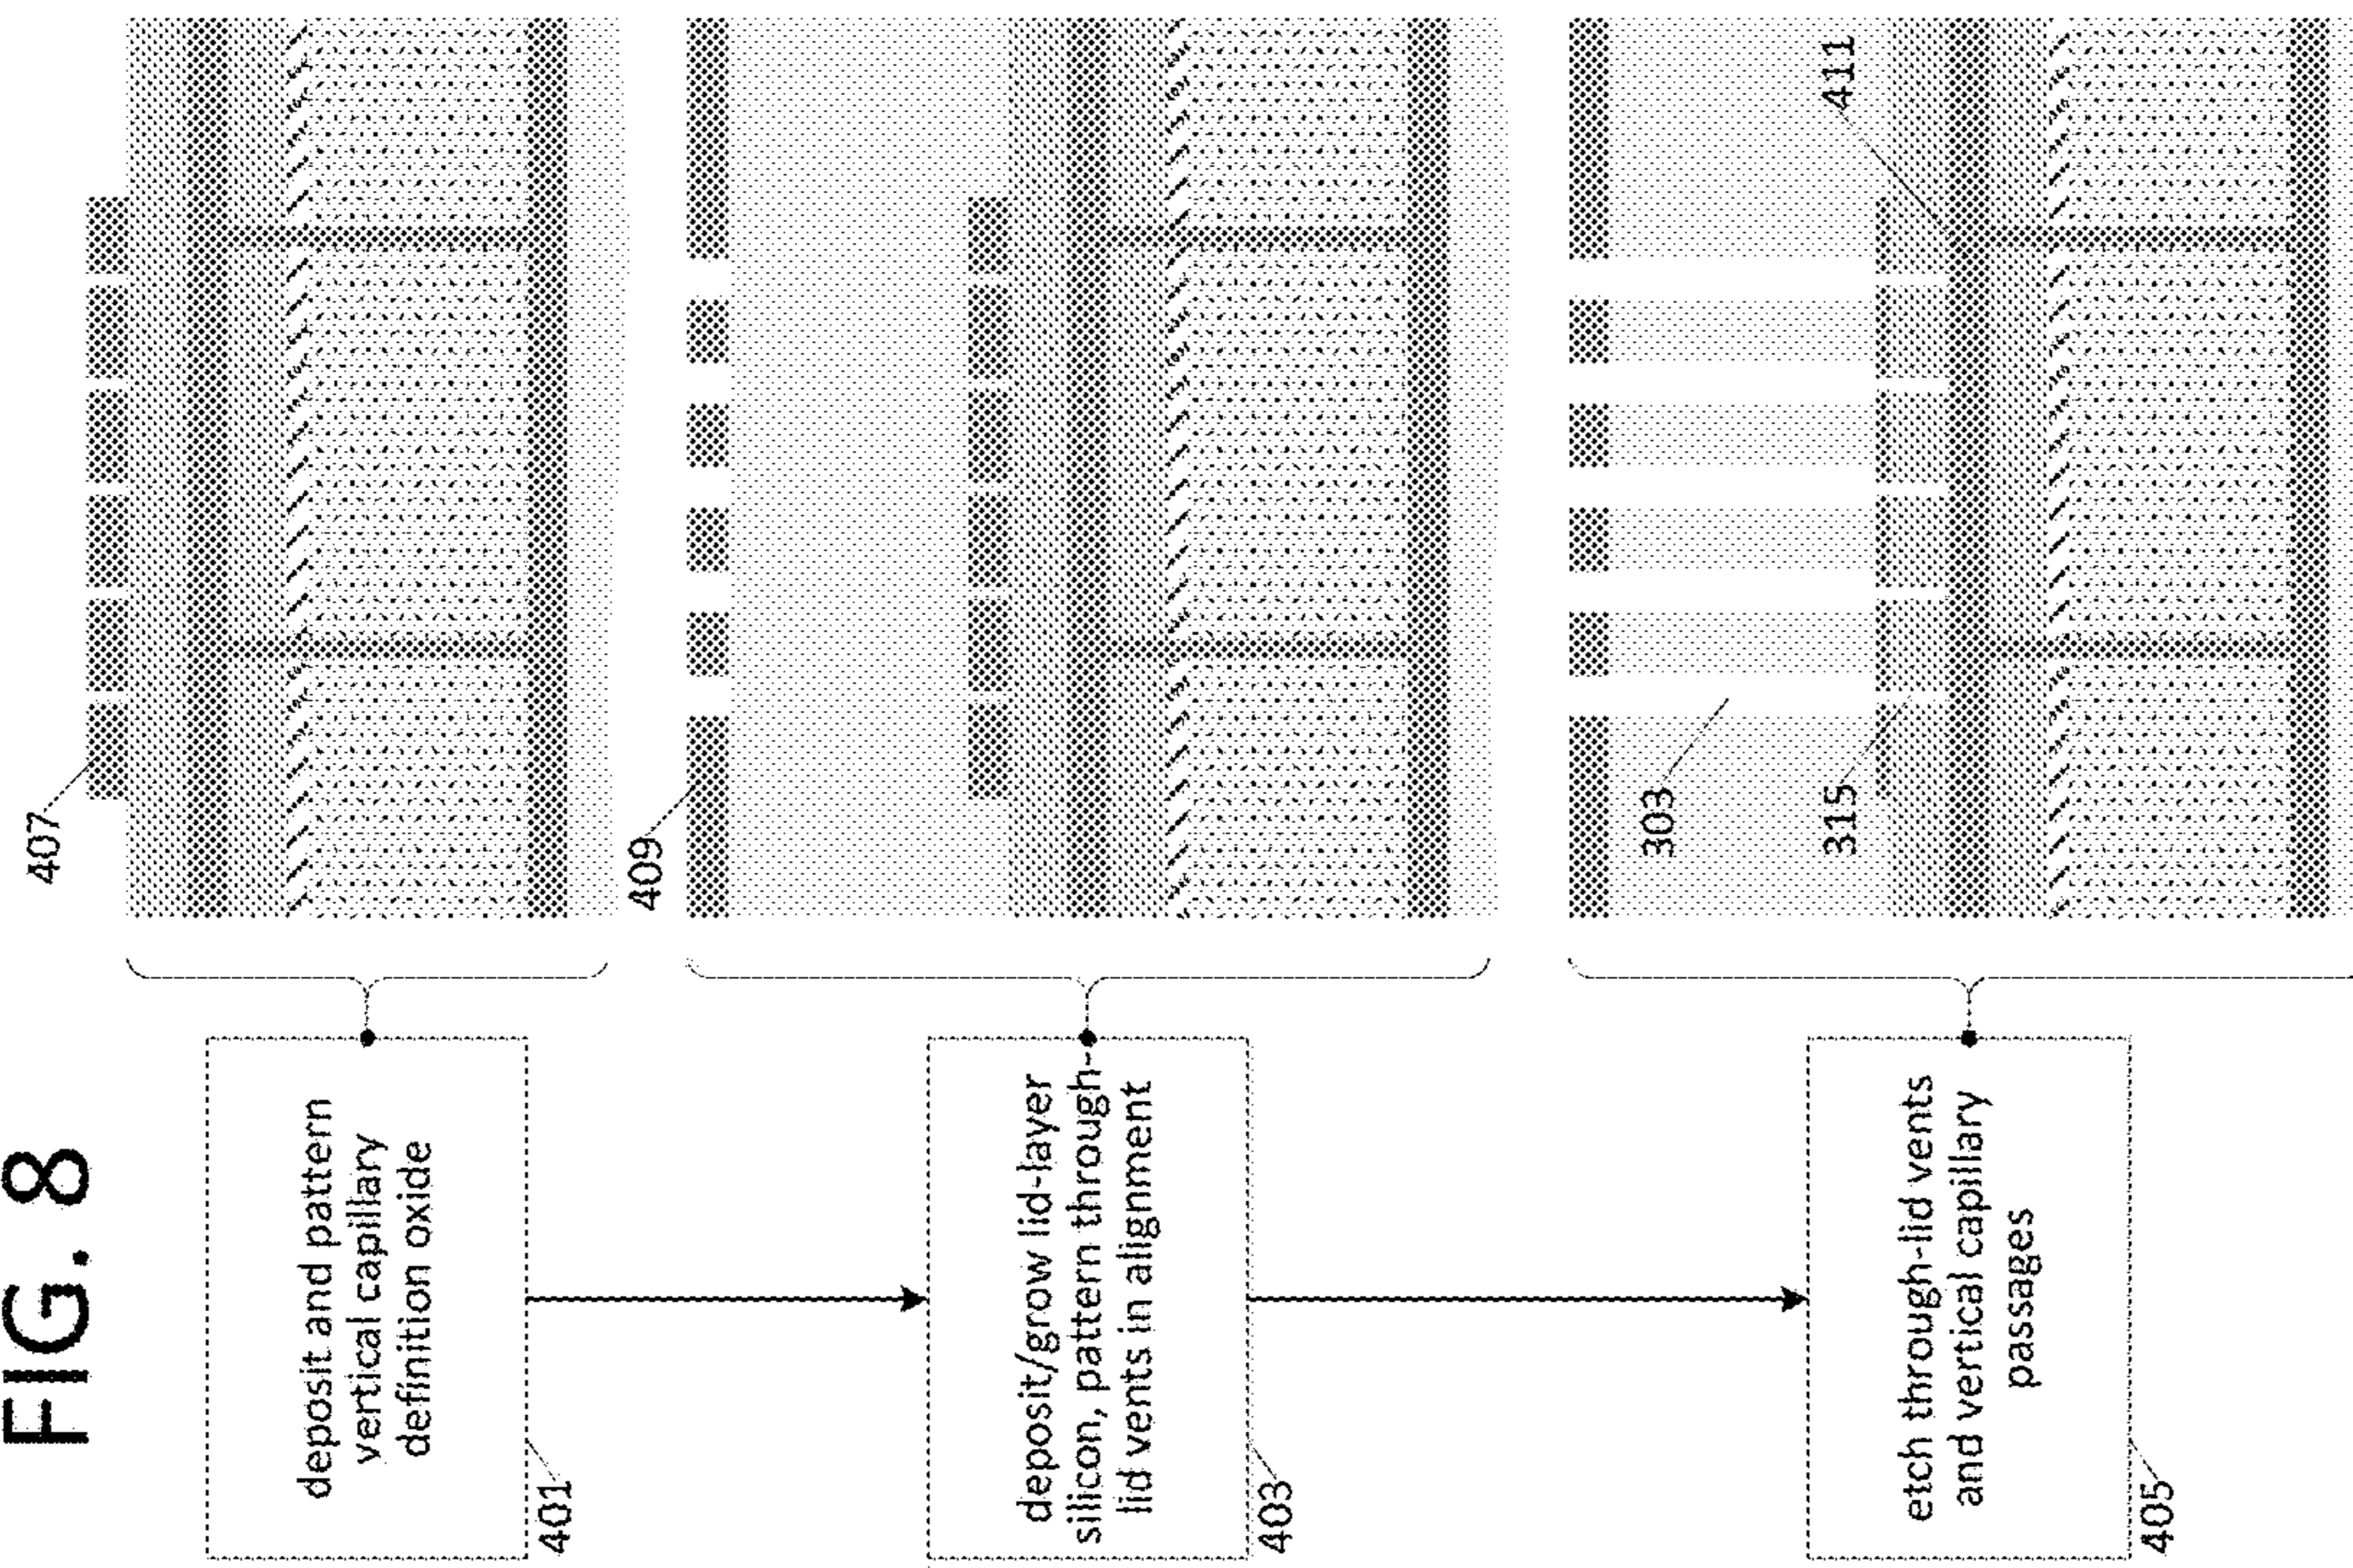 FIG. 8
deposit and pattern
vertical capillary
definition oxide
401
407
deposit/grow lid-layer
silicon, pattern through-
lid vents in alignment
403
409
etch through-lid vents
and vertical capillary
passages
405
303
315
411